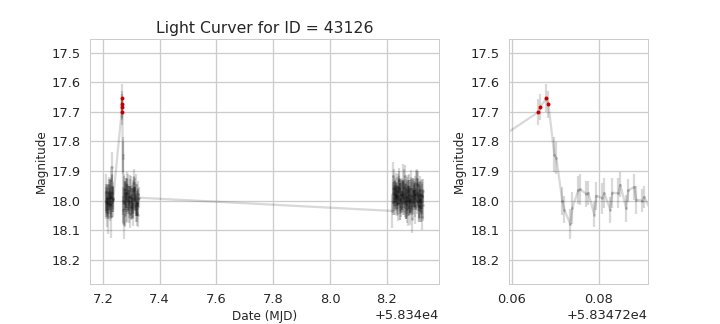 Light Curver for ID = 43126
Magnitude
17.5
17.6
17.7
17.8
17.9
18.0
18.1
18.2
7.2 7.4 7.6 7.8 8.0 8.2
Date (MJD) +5.834e4
Magnitude
17.5
17.6
17.7
17.8
17.9
18.0
18.1
18.2
0.06 0.08
+5.83472e4